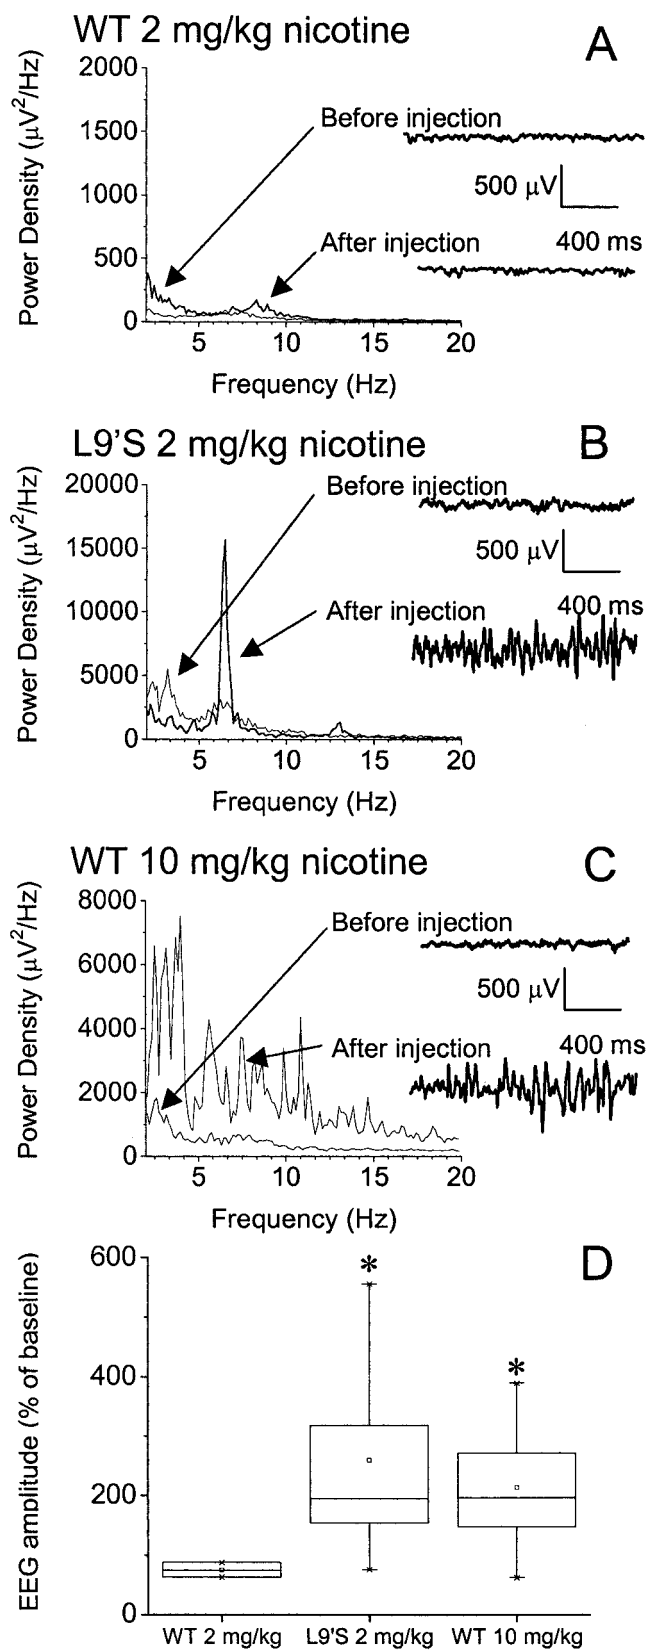 WT 2 mg/kg nicotine
A
Power Density (μV²/Hz)
2000
1500
1000
500
0
Before injection
500 μV
After injection
400 ms
5
10
15
20
Frequency (Hz)
L9'S 2 mg/kg nicotine
B
Power Density (μV²/Hz)
20000
15000
10000
5000
0
Before injection
500 μV
After injection
400 ms
5
10
15
20
Frequency (Hz)
WT 10 mg/kg nicotine
C
Power Density (μV²/Hz)
8000
6000
4000
2000
0
Before injection
500 μV
After injection
400 ms
5
10
15
20
Frequency (Hz)
D
EEG amplitude (% of baseline)
600
400
200
0
*
*
WT 2 mg/kg
L9'S 2 mg/kg
WT 10 mg/kg